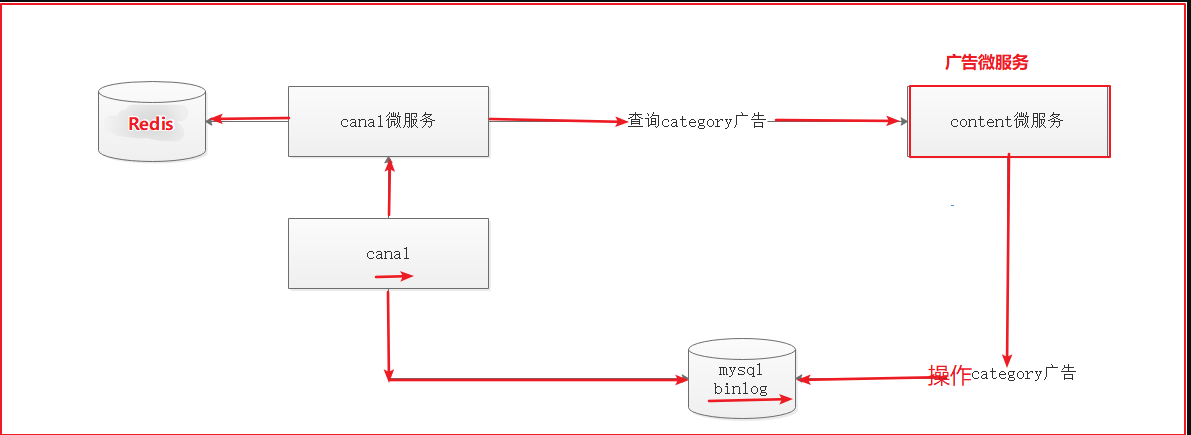 广告微服务
Redis
canal微服务
查询category广告
content微服务
canal
mysql
binlog
操作category广告